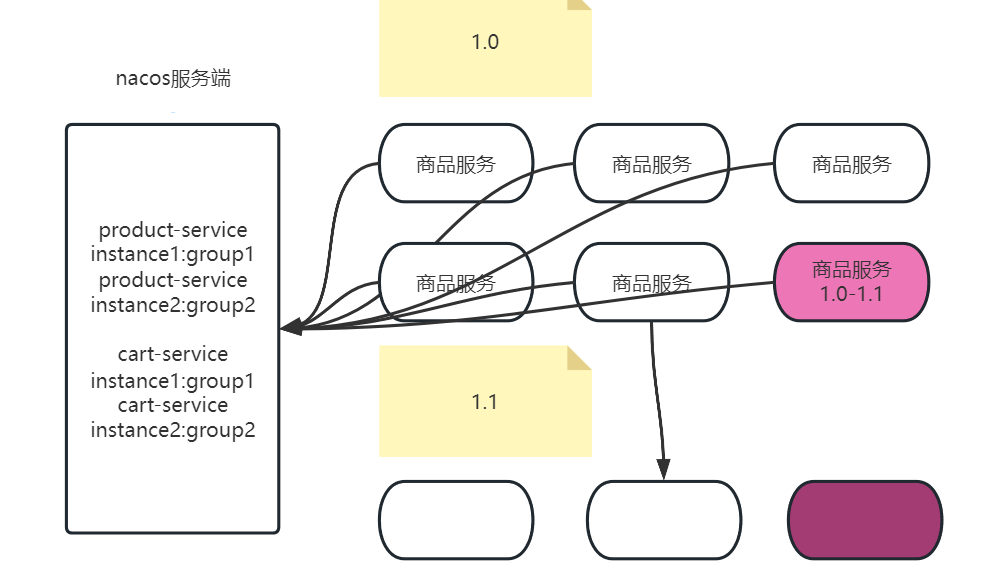 1.0
nacos服务端
商品服务
商品服务
商品服务
product-service
instance1:group1
product-service
instance2:group2
cart-service
instance1:group1
cart-service
instance2:group2
商品服务
商品服务
商品服务
1.0-1.1
1.1